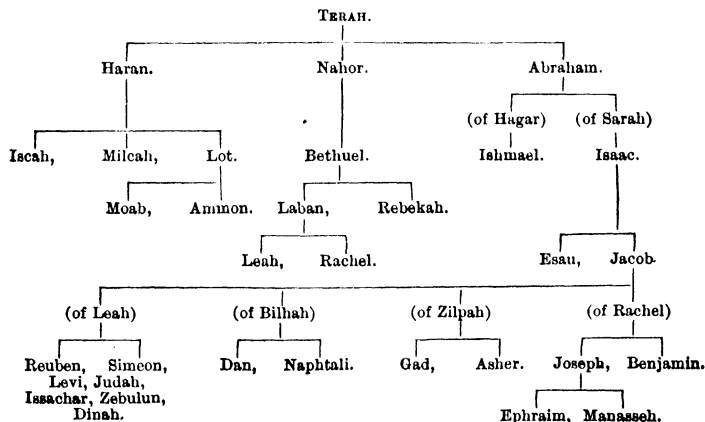 TERAH.
Haran. Nahor. Abraham.
(of Hagar) (of Sarah)
Iscah, Milcah, Lot. Bethuel. Ishmael. Isaac.
Moab, Ammon. Laban, Rebekah.
Leah, Rachel. Esau, Jacob.
(of Leah) (of Bilhah) (of Zilpah) (of Rachel)
Reuben, Simeon, Dan, Naphtali. Gad, Asher. Joseph, Benjamin.
Levi, Judah,
Issachar, Zebulun,
Dinah.
Ephraim, Manasseh.